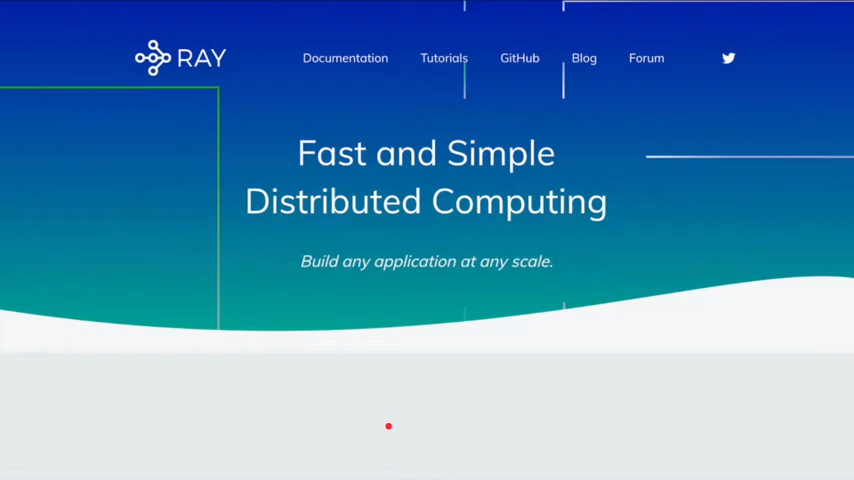 RAY
Documentation Tutorials GitHub Blog Forum
Fast and Simple
Distributed Computing
Build any application at any scale.